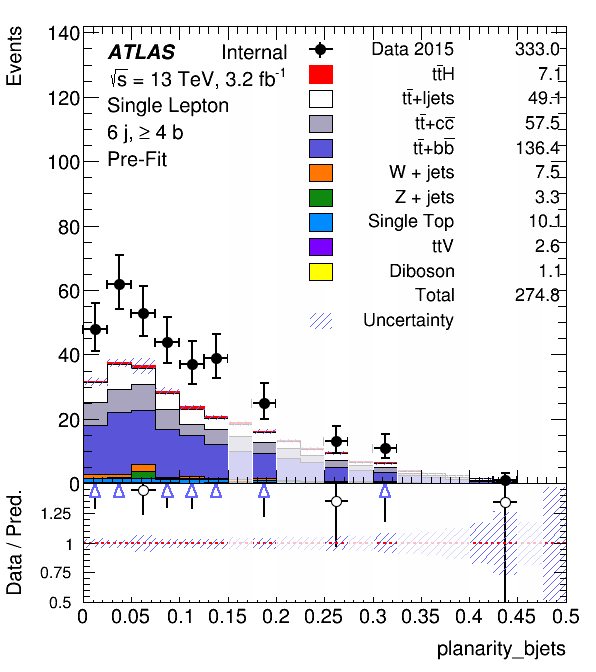 Events
140
120
100
80
60
40
20
0
ATLAS Internal
√s = 13 TeV, 3.2 fb-1
Single Lepton
6 j, ≥ 4 b
Pre-Fit
Data 2015 333.0
tt̄H 7.1
tt̄+ljets 49.1
tt̄+cc̄ 57.5
tt̄+bb̄ 136.4
W + jets 7.5
Z + jets 3.3
Single Top 10.1
ttV 2.6
Diboson 1.1
Total 274.8
Uncertainty
Data / Pred.
1.25
1
0.75
0.5
0 0.05 0.1 0.15 0.2 0.25 0.3 0.35 0.4 0.45 0.5
planarity_bjets